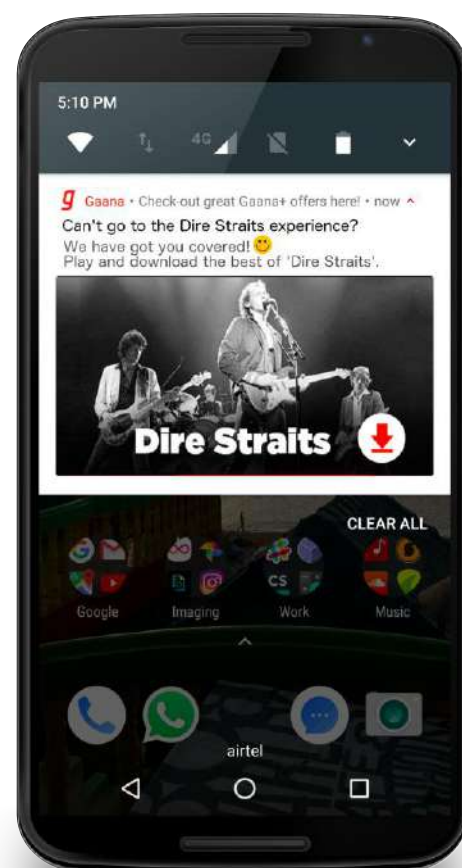 5:10 PM
4G
g Gaana • Check-out great Gaana+ offers here! • now
Can't go to the Dire Straits experience?
We have got you covered!
Play and download the best of 'Dire Straits'.
Dire Straits
CLEAR ALL
CS
Google Imaging Work Music
airtel